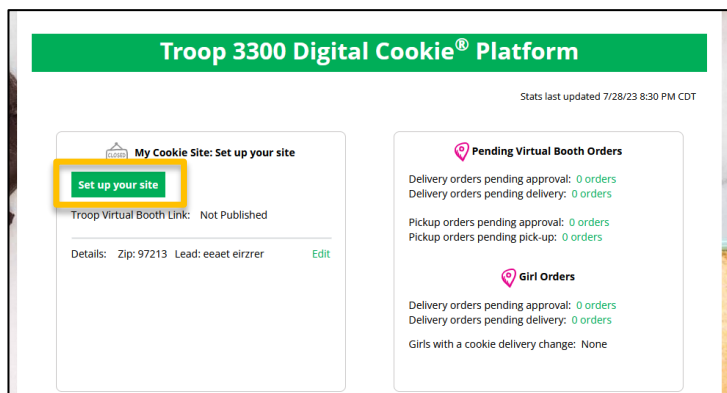 Troop 3300 Digital Cookie® Platform
Stats last updated 7/28/23 8:30 PM CDT
CLOSED
My Cookie Site: Set up your site
Set up your site
Troop Virtual Booth Link: Not Published
Details: Zip: 97213 Lead: eeaet eirzrer Edit
Pending Virtual Booth Orders
Delivery orders pending approval: 0 orders
Delivery orders pending delivery: 0 orders
Pickup orders pending approval: 0 orders
Pickup orders pending pick-up: 0 orders
Girl Orders
Delivery orders pending approval: 0 orders
Delivery orders pending delivery: 0 orders
Girls with a cookie delivery change: None